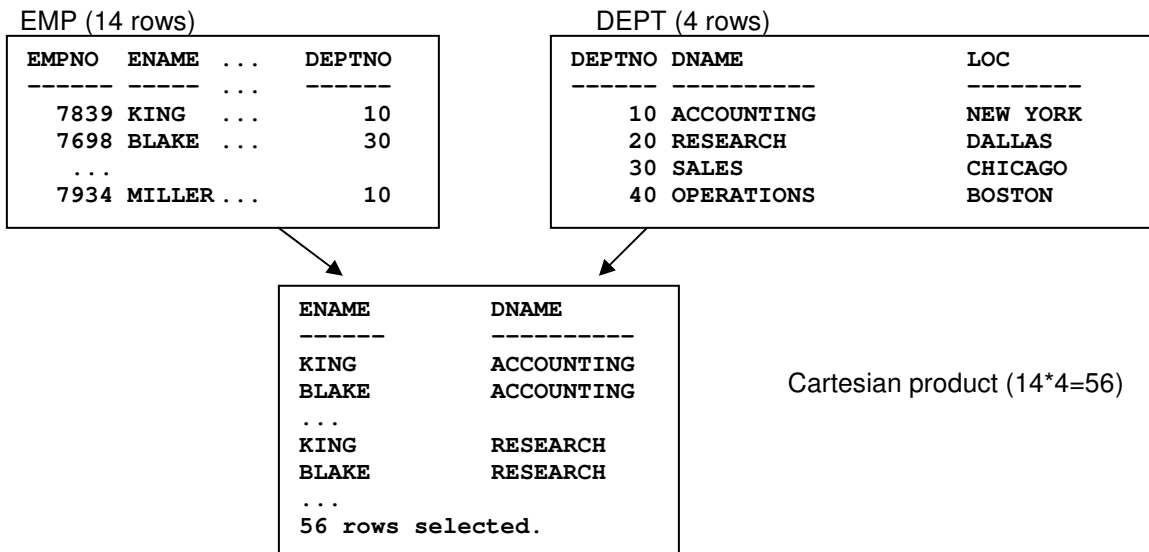 EMP (14 rows)
EMPNO ENAME ... DEPTNO
------ ----- ... ------
7839 KING ... 10
7698 BLAKE ... 30
...
7934 MILLER ... 10
DEPT (4 rows)
DEPTNO DNAME LOC
------ ---------- --------
10 ACCOUNTING NEW YORK
20 RESEARCH DALLAS
30 SALES CHICAGO
40 OPERATIONS BOSTON
ENAME DNAME
------ ----------
KING ACCOUNTING
BLAKE ACCOUNTING
...
KING RESEARCH
BLAKE RESEARCH
...
56 rows selected.
Cartesian product (14*4=56)